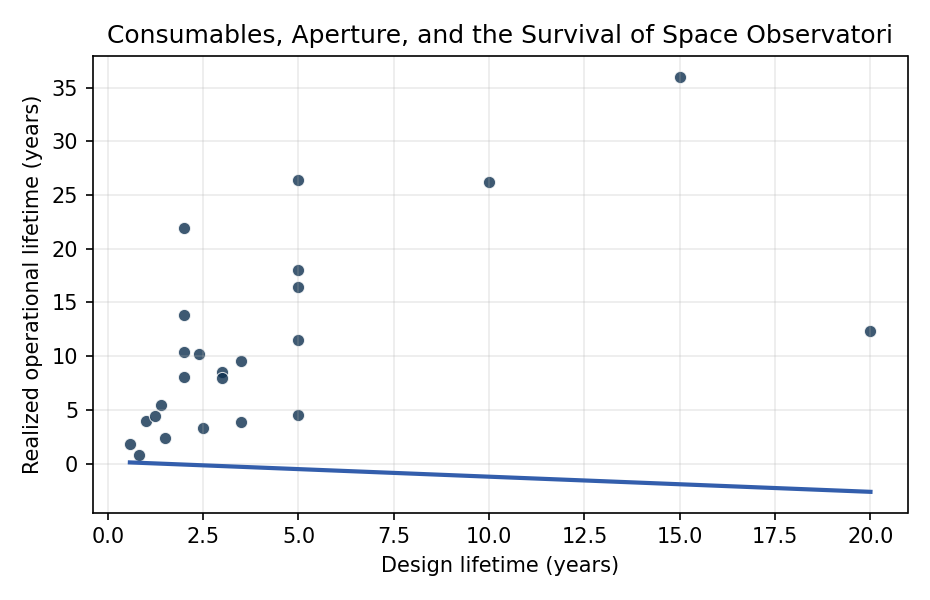 Consumables, Aperture, and the Survival of Space Observatori
Realized operational lifetime (years)
35
30
25
20
15
10
5
0
0.0 2.5 5.0 7.5 10.0 12.5 15.0 17.5 20.0
Design lifetime (years)